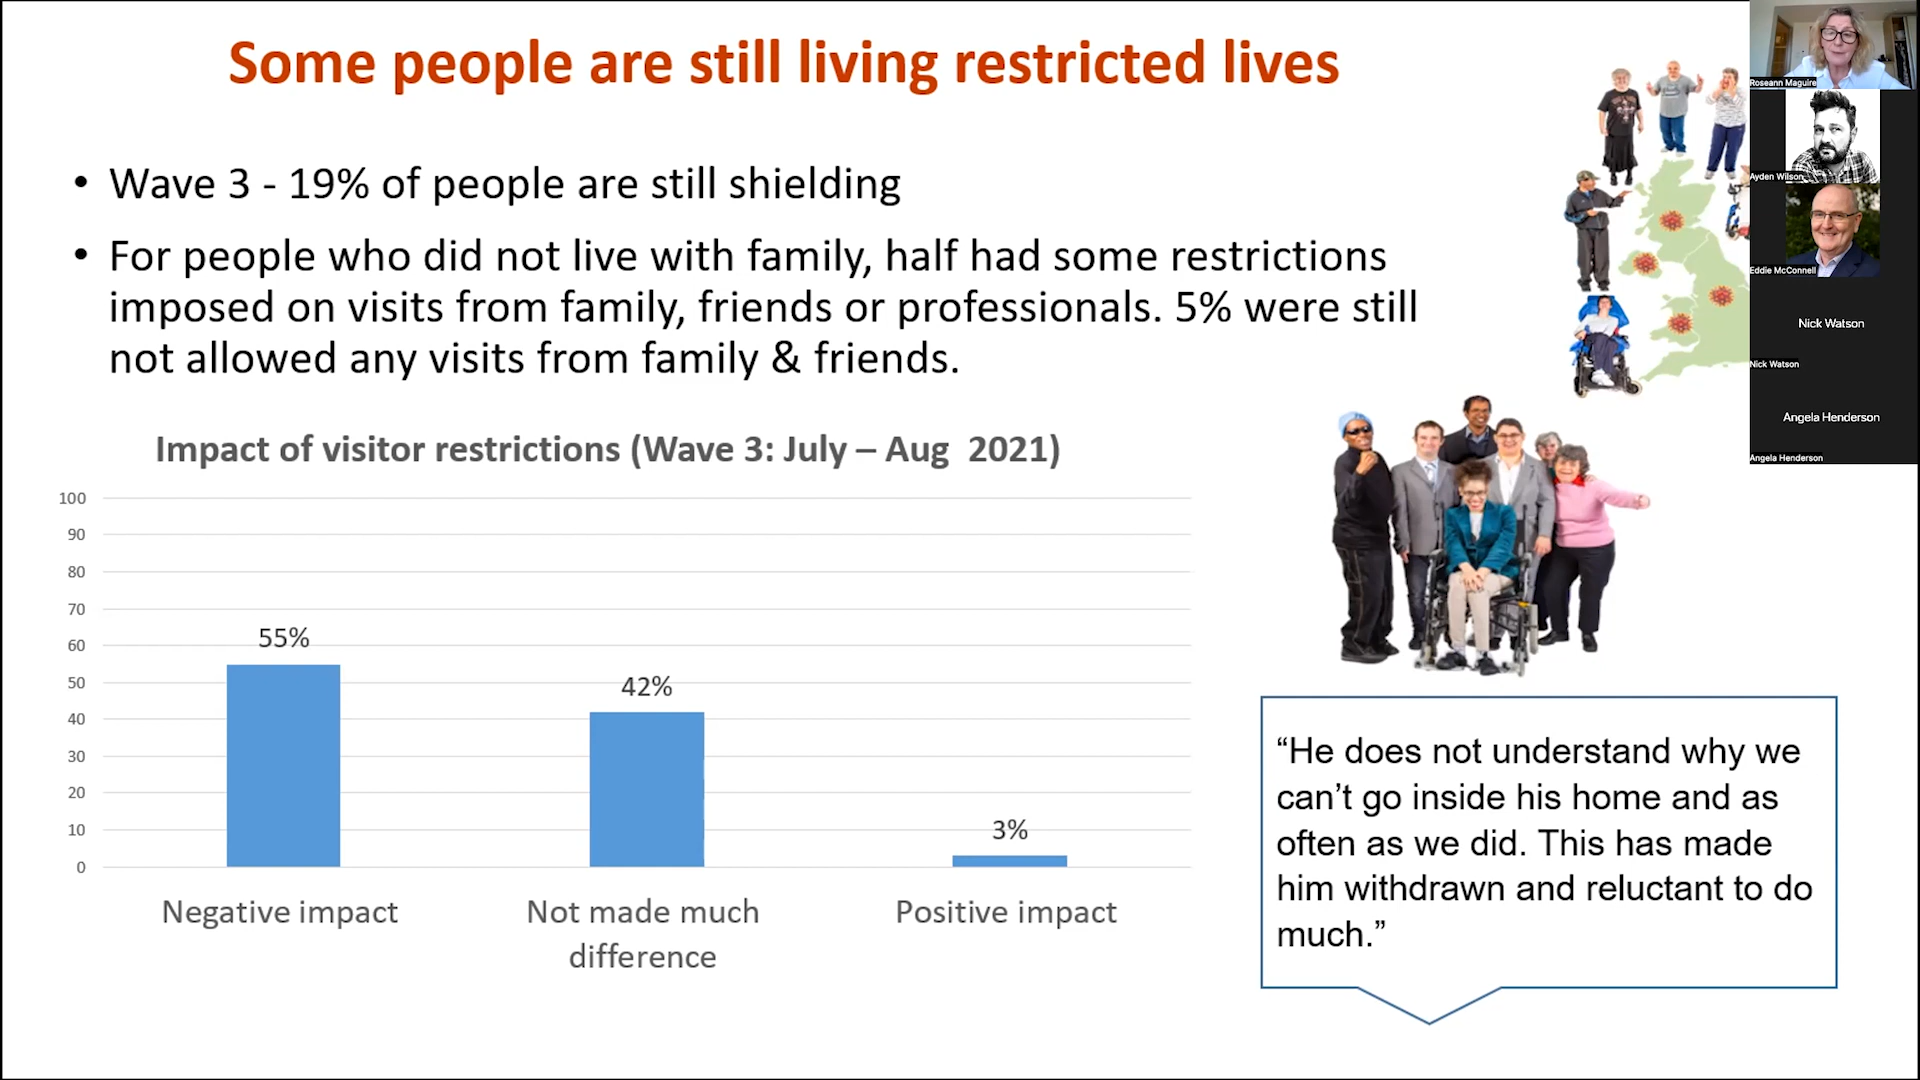 Some people are still living restricted lives
• Wave 3 - 19% of people are still shielding
• For people who did not live with family, half had some restrictions
imposed on visits from family, friends or professionals. 5% were still
not allowed any visits from family & friends.
Impact of visitor restrictions (Wave 3: July – Aug 2021)
100
90
80
70
60
50
40
30
20
10
0
55%
42%
3%
Negative impact
Not made much
difference
Positive impact
“He does not understand why we
can’t go inside his home and as
often as we did. This has made
him withdrawn and reluctant to do
much.”
Roseann Maguire
Ayden Wilson
Eddie McConnell
Nick Watson
Nick Watson
Angela Henderson
Angela Henderson